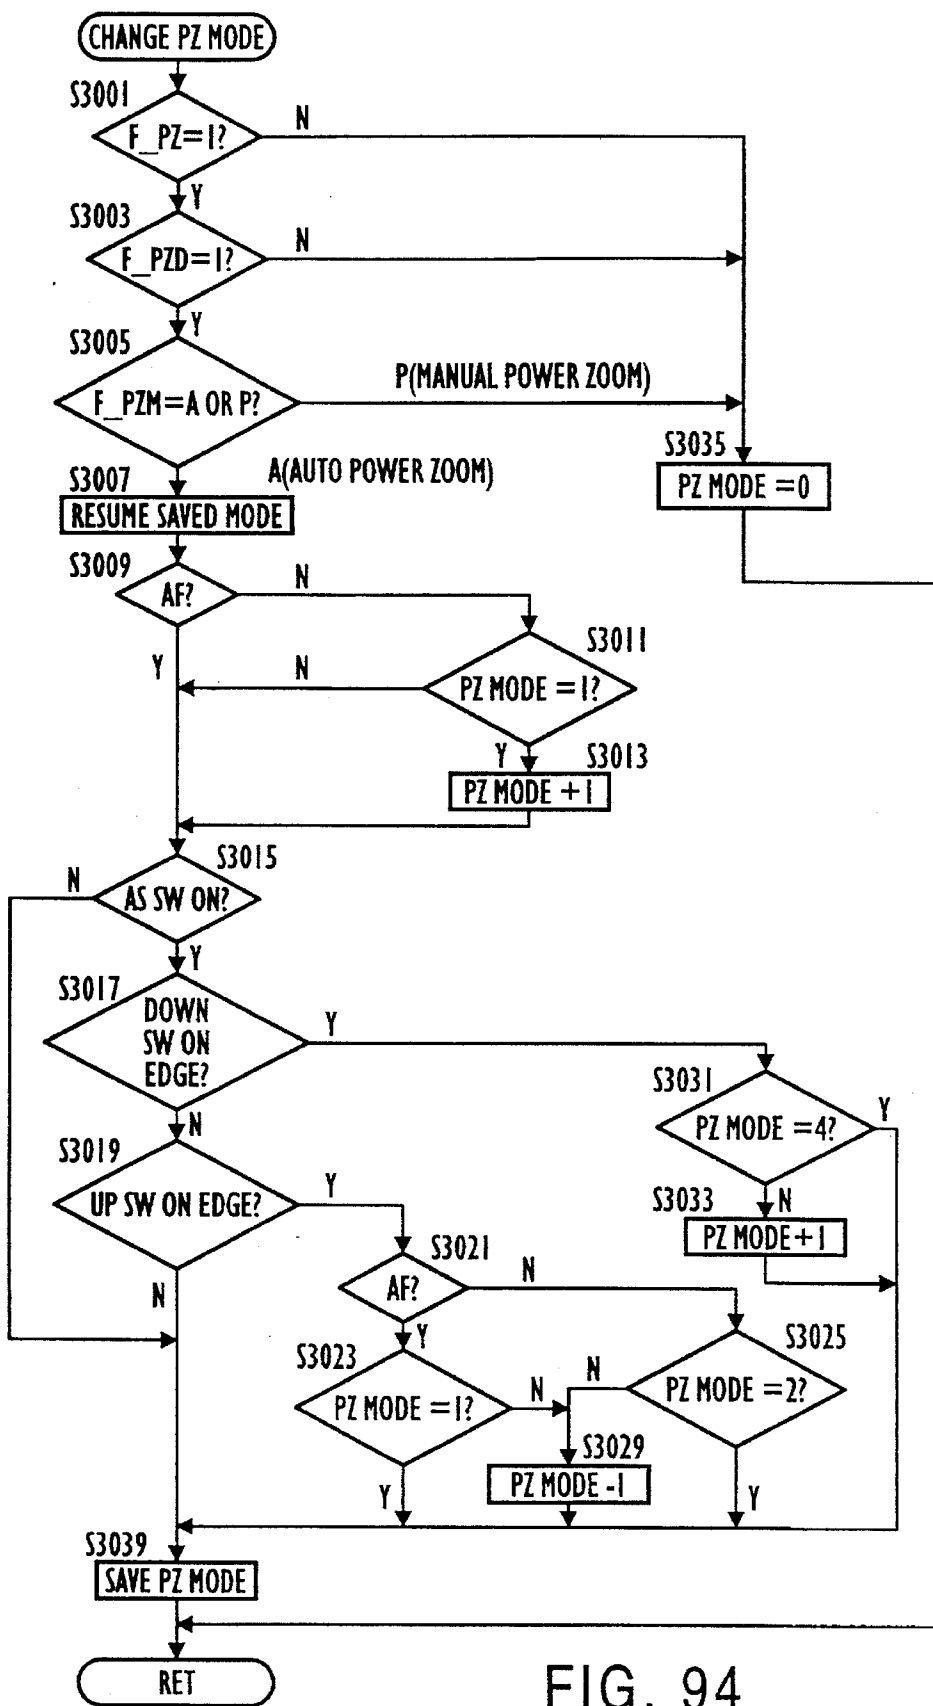 CHANGE PZ MODE
S3001
F_PZ=1?
N
Y
S3003
F_PZD=1?
N
Y
S3005
F_PZM=A OR P?
P(MANUAL POWER ZOOM)
A(AUTO POWER ZOOM)
S3035
PZ MODE =0
S3007
RESUME SAVED MODE
S3009
AF?
N
Y
S3011
PZ MODE =1?
N
Y
S3013
PZ MODE +1
S3015
AS SW ON?
N
Y
S3017
DOWN
SW ON
EDGE?
Y
N
S3031
PZ MODE =4?
Y
N
S3033
PZ MODE+1
S3019
UP SW ON EDGE?
Y
N
S3021
AF?
N
Y
S3023
PZ MODE =1?
N
Y
S3025
PZ MODE =2?
N
Y
S3029
PZ MODE -1
S3039
SAVE PZ MODE
RET
FIG. 94